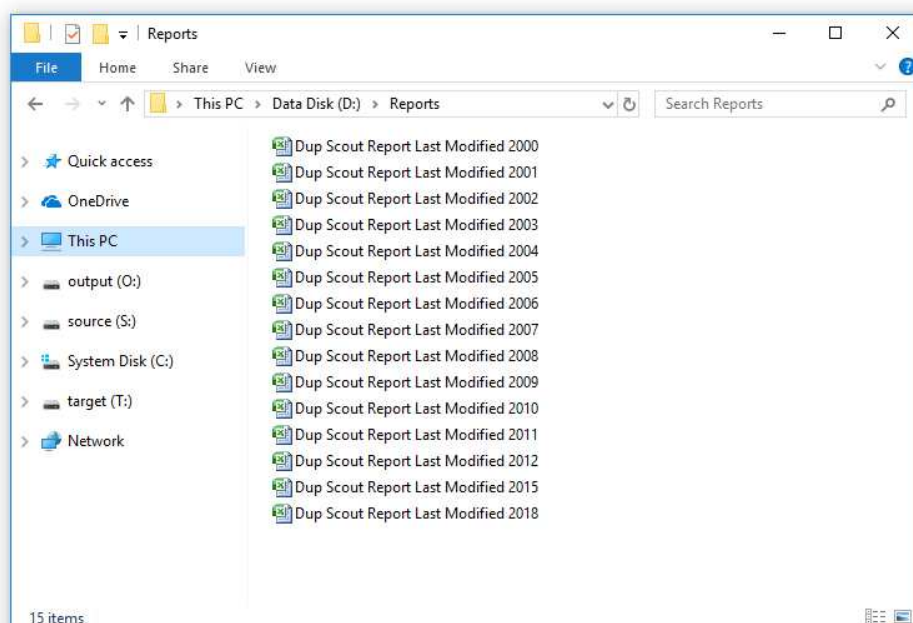 Reports
File Home Share View
This PC > Data Disk (D:) > Reports
Search Reports
Quick access
OneDrive
This PC
output (O:)
source (S:)
System Disk (C:)
target (T:)
Network
Dup Scout Report Last Modified 2000
Dup Scout Report Last Modified 2001
Dup Scout Report Last Modified 2002
Dup Scout Report Last Modified 2003
Dup Scout Report Last Modified 2004
Dup Scout Report Last Modified 2005
Dup Scout Report Last Modified 2006
Dup Scout Report Last Modified 2007
Dup Scout Report Last Modified 2008
Dup Scout Report Last Modified 2009
Dup Scout Report Last Modified 2010
Dup Scout Report Last Modified 2011
Dup Scout Report Last Modified 2012
Dup Scout Report Last Modified 2015
Dup Scout Report Last Modified 2018
15 items